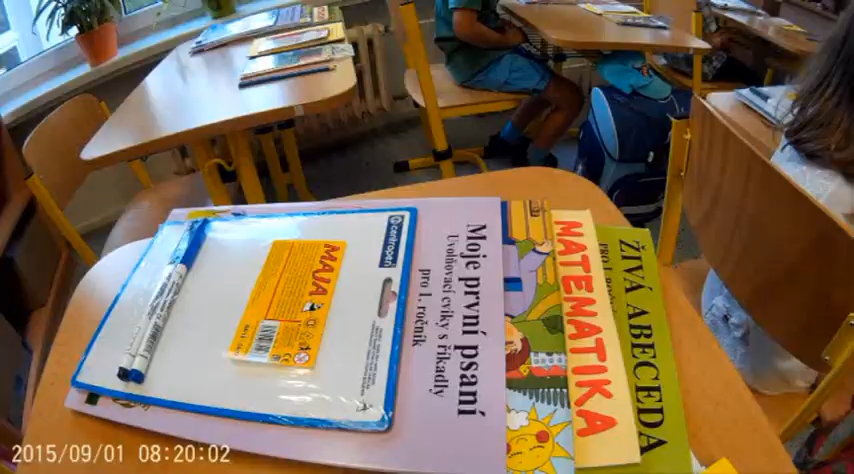 centropen
MAJA
Moje první psaní
Uvolňovací cviky s říkadly
pro 1. ročník
MATEMATIKA
ŽIVÁ ABECEDA
PRO 1.
2015/09/01 08:20:02